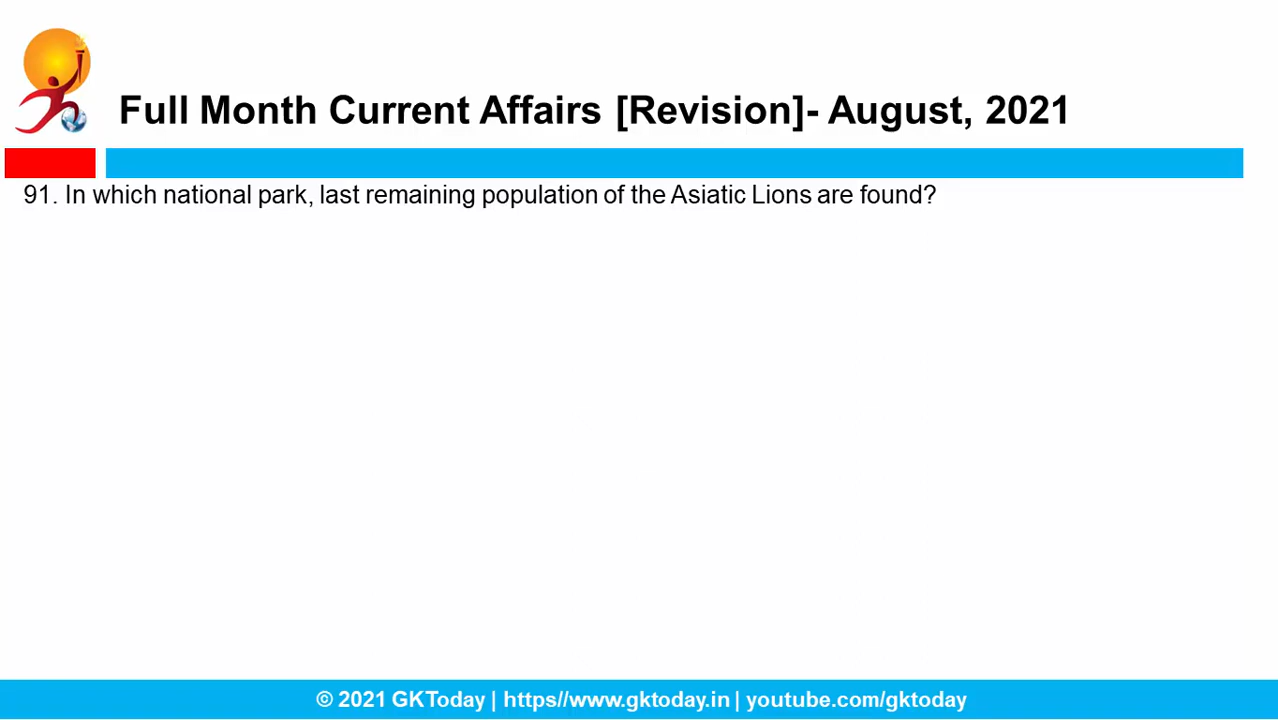 Full Month Current Affairs [Revision]- August, 2021
91. In which national park, last remaining population of the Asiatic Lions are found?
© 2021 GKToday | https//www.gktoday.in | youtube.com/gktoday